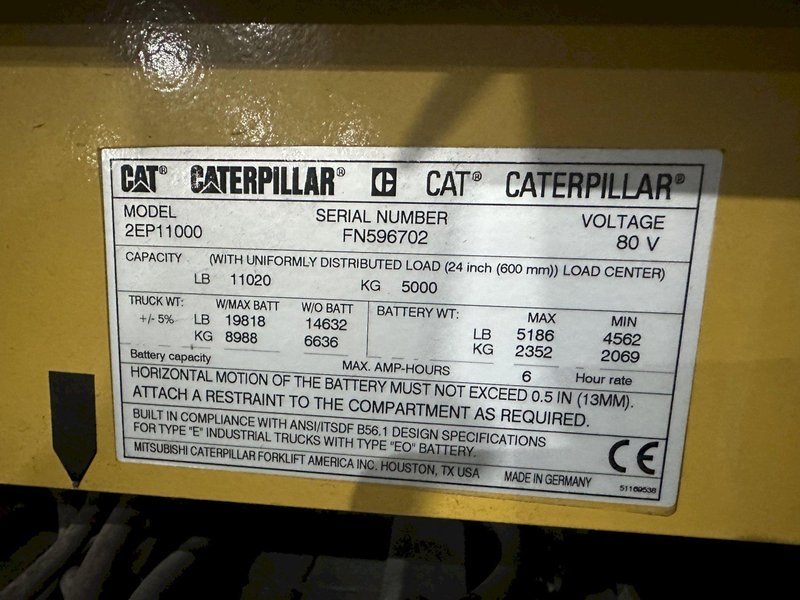 CAT® CATERPILLAR® C CAT® CATERPILLAR®
MODEL SERIAL NUMBER VOLTAGE
2EP11000 FN596702 80 V
CAPACITY (WITH UNIFORMLY DISTRIBUTED LOAD (24 inch (600 mm)) LOAD CENTER)
LB 11020 KG 5000
TRUCK WT: W/MAX BATT W/O BATT BATTERY WT: MAX MIN
+/- 5% LB 19818 14632 LB 5186 4562
KG 8988 6636 KG 2352 2069
Battery capacity MAX. AMP-HOURS 6 Hour rate
HORIZONTAL MOTION OF THE BATTERY MUST NOT EXCEED 0.5 IN (13MM).
ATTACH A RESTRAINT TO THE COMPARTMENT AS REQUIRED.
BUILT IN COMPLIANCE WITH ANSI/ITSDF B56.1 DESIGN SPECIFICATIONS
FOR TYPE "E" INDUSTRIAL TRUCKS WITH TYPE "EO" BATTERY.
MITSUBISHI CATERPILLAR FORKLIFT AMERICA INC. HOUSTON, TX USA MADE IN GERMANY
CE
51169538